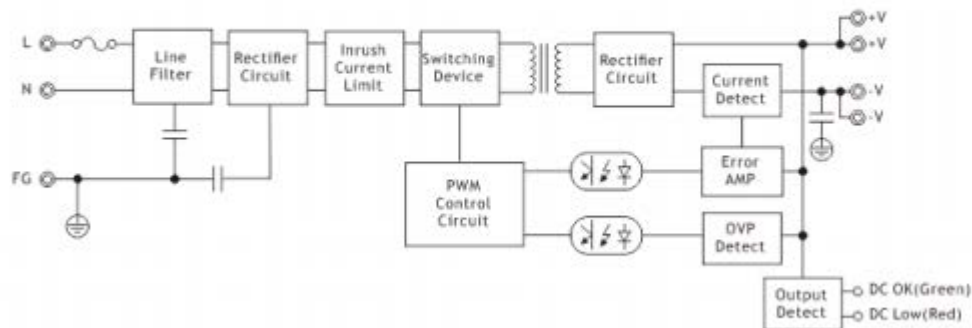 L
N
FG
Line
Filter
Rectifier
Circuit
Inrush
Current
Limit
Switching
Device
Rectifier
Circuit
Current
Detect
+V
+V
-V
-V
PWM
Control
Circuit
Error
AMP
OVP
Detect
Output
Detect
DC OK(Green)
DC Low(Red)